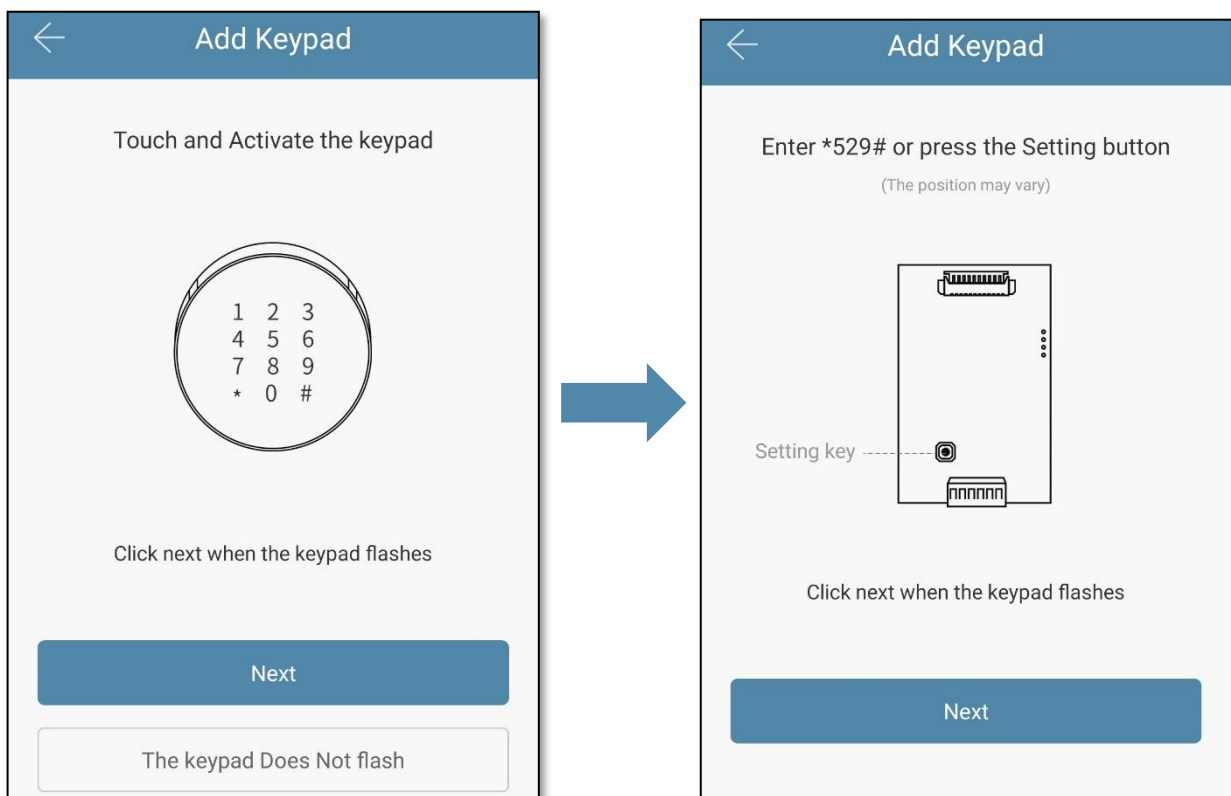 Add Keypad
Touch and Activate the keypad
1 2 3
4 5 6
7 8 9
* 0 #
Click next when the keypad flashes
Next
The keypad Does Not flash
Add Keypad
Enter *529# or press the Setting button
(The position may vary)
Setting key
Click next when the keypad flashes
Next